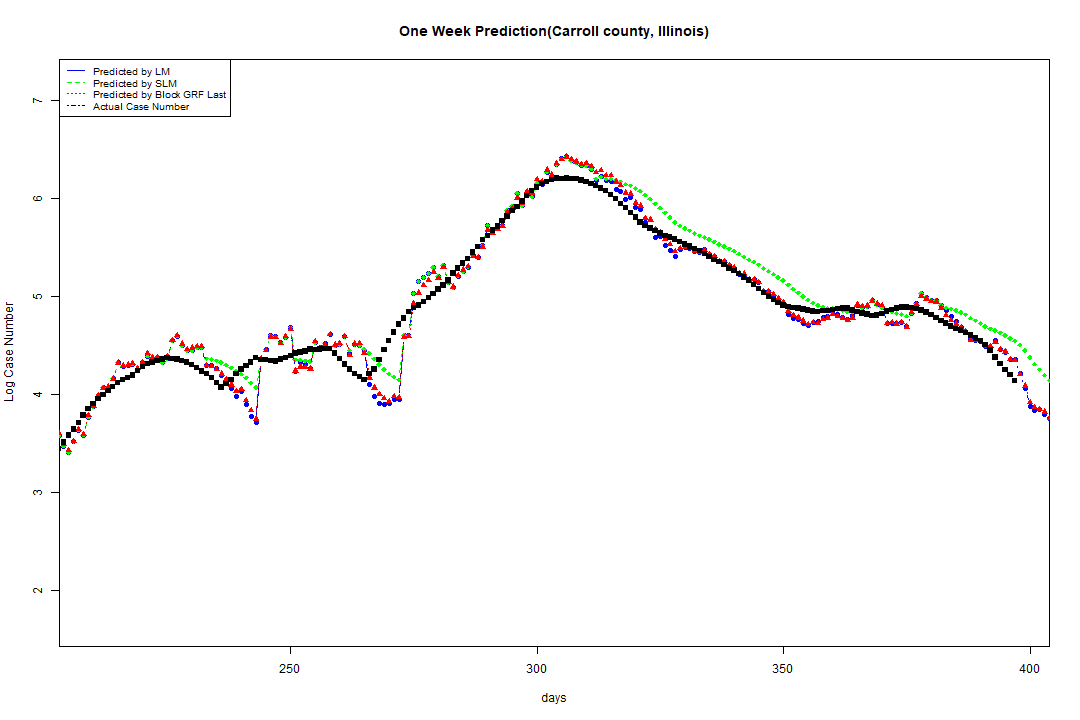 One Week Prediction(Carroll county, Illinois)
Predicted by LM
Predicted by SLM
Predicted by Block GRF Last
Actual Case Number
7
6
5
4
3
2
Log Case Number
250
300
350
400
days